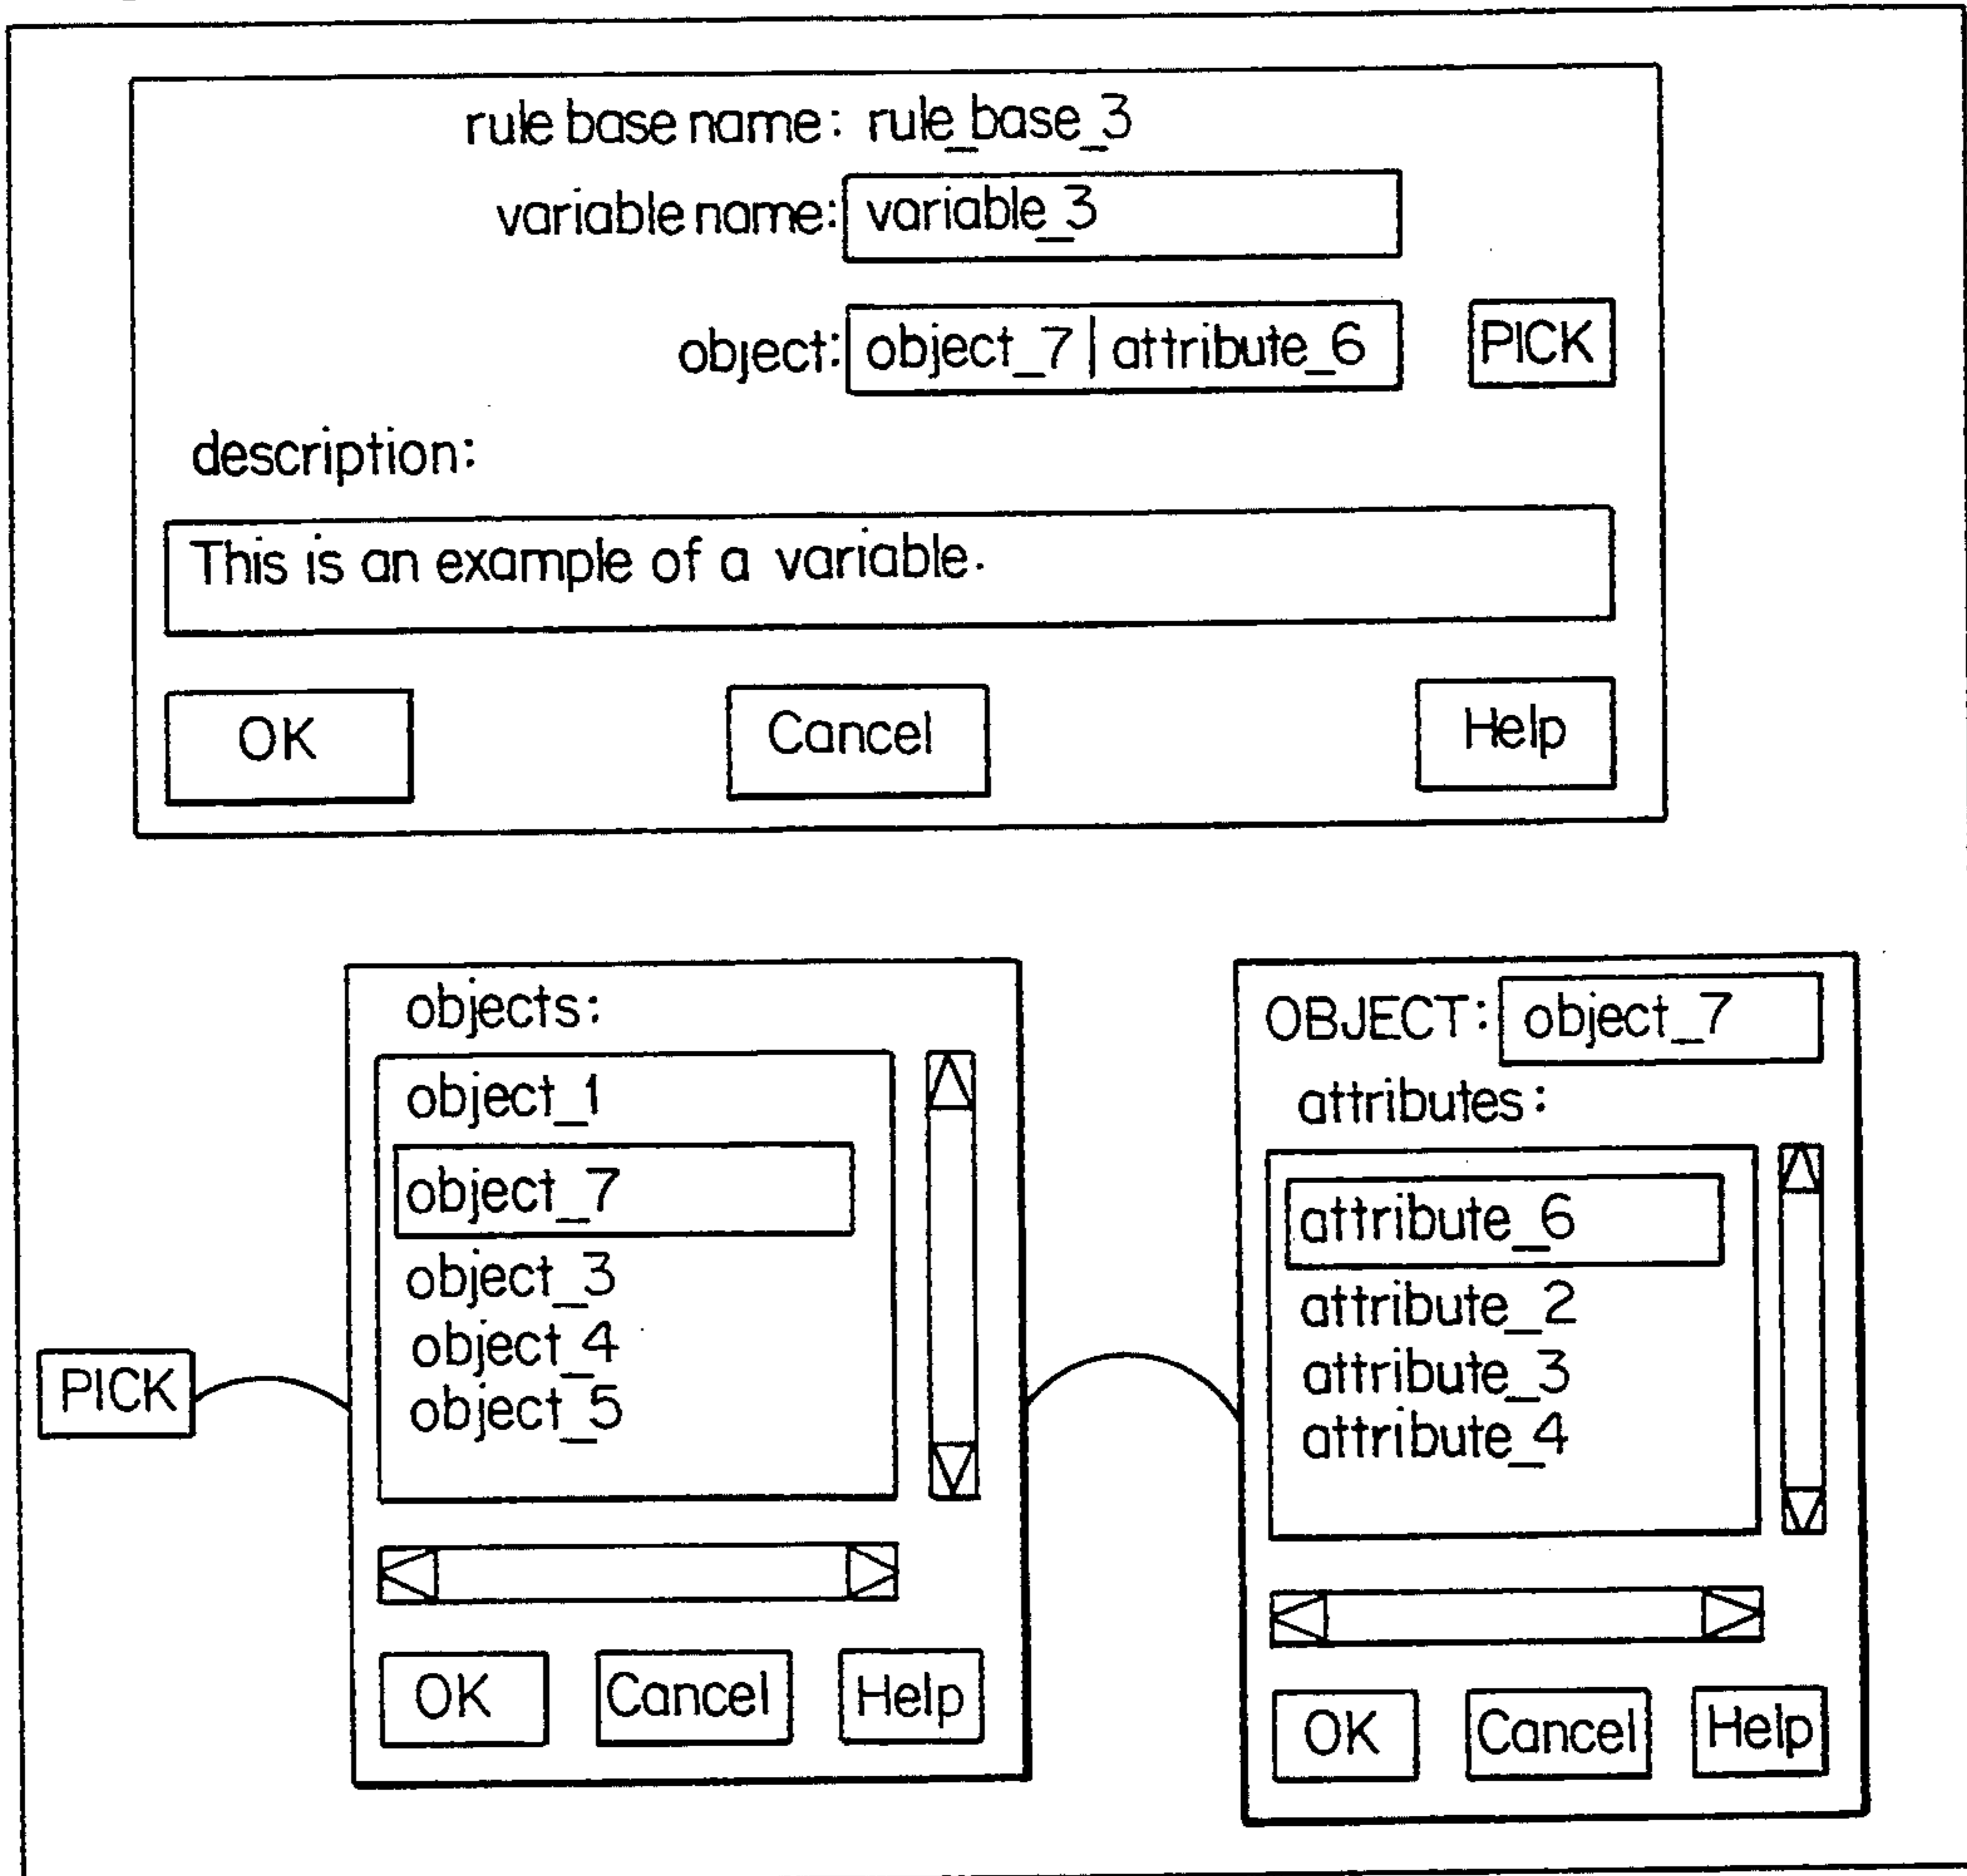 rule base name: rule_base_3
variable name: variable_3
object: object_7 | attribute_6 PICK
description:
This is an example of a variable.
OK Cancel Help
PICK
objects:
object_1
object_7
object_3
object_4
object_5
OK Cancel Help
OBJECT: object_7
attributes:
attribute_6
attribute_2
attribute_3
attribute_4
OK Cancel Help